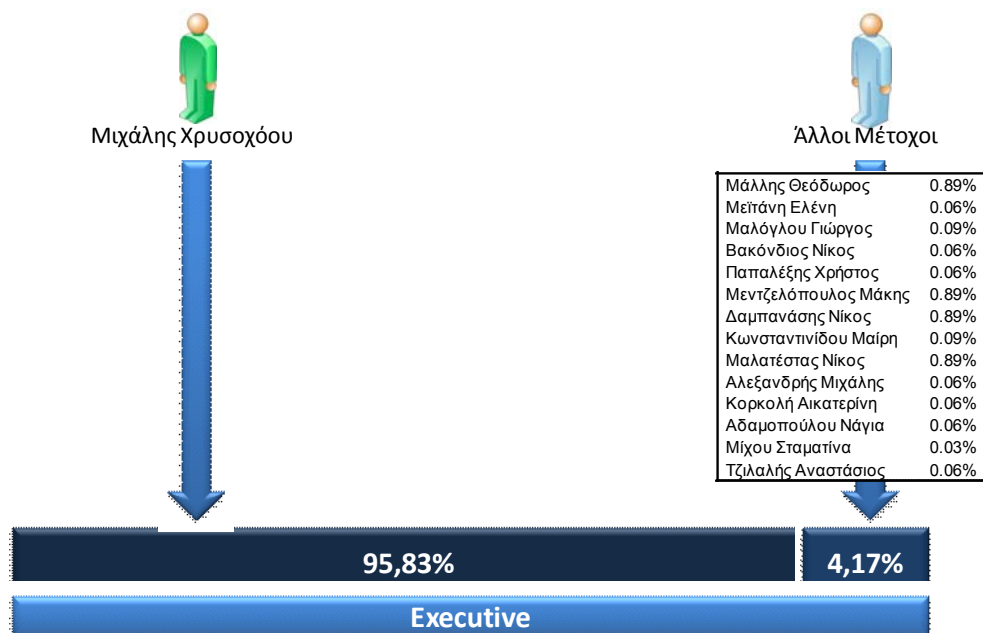 Μιχάλης Χρυσοχόου
Άλλοι Μέτοχοι
Μάλλης Θεόδωρος 0.89%
Μεϊτάνη Ελένη 0.06%
Μαλόγλου Γιώργος 0.09%
Βακόνδιος Νίκος 0.06%
Παπαλέξης Χρήστος 0.06%
Μεντζελόπουλος Μάκης 0.89%
Δαμπανάσης Νίκος 0.89%
Κωνσταντινίδου Μαίρη 0.09%
Μαλατέστας Νίκος 0.89%
Αλεξανδρής Μιχάλης 0.06%
Κορκολή Αικατερίνη 0.06%
Αδαμοπούλου Νάγια 0.06%
Μίχου Σταματίνα 0.03%
Τζιλαλής Αναστάσιος 0.06%
95,83% 4,17%
Executive